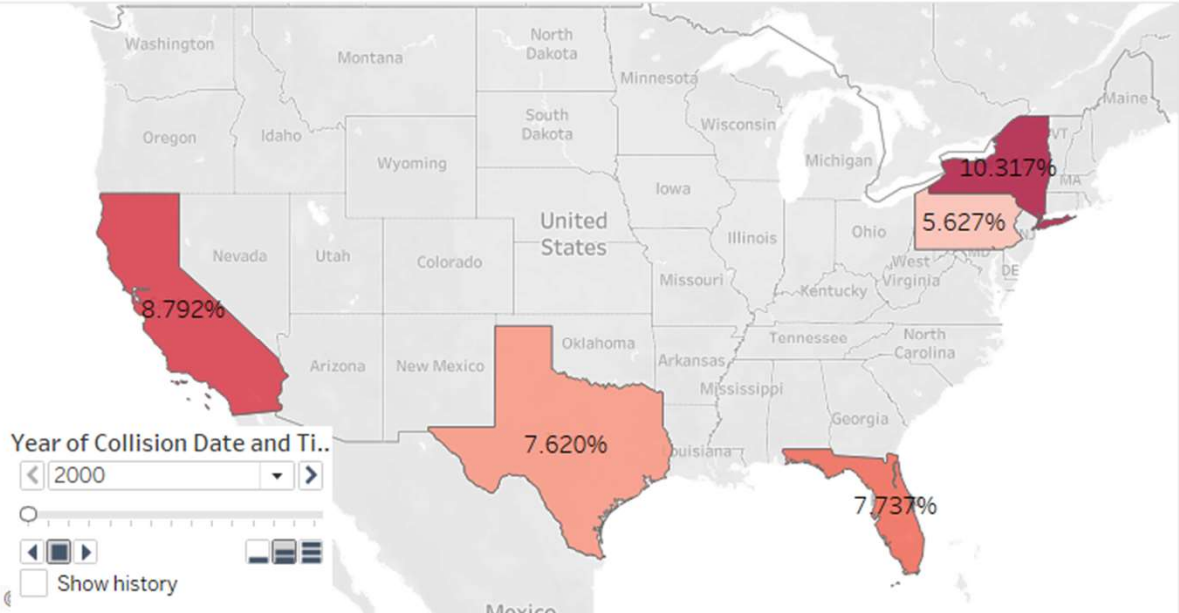 Washington
Montana
North
Dakota
Minnesota
Maine
Oregon
Idaho
South
Dakota
Wisconsin
VT
Wyoming
Michigan
10.317%
MA
Iowa
United
States
5.627%
NJ
Nevada
Utah
Colorado
Illinois
Ohio
MD
West
Virginia
DE
Missouri
Kentucky
8.792%
Oklahoma
Tennessee
North
Carolina
Arizona
New Mexico
Arkansas
Mississippi
Georgia
7.620%
Louisiana
7.737%
Year of Collision Date and Ti..
2000
Show history
©
Mexico